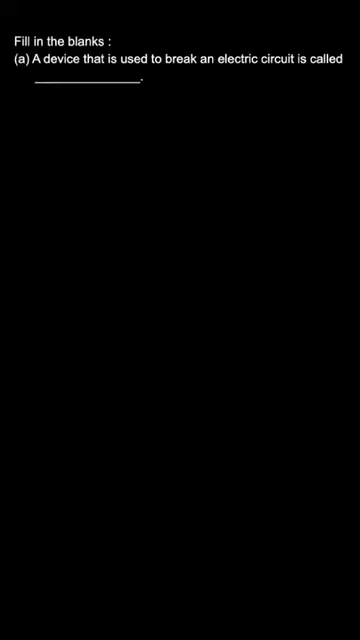 Fill in the blanks :
(a) A device that is used to break an electric circuit is called
_______________.